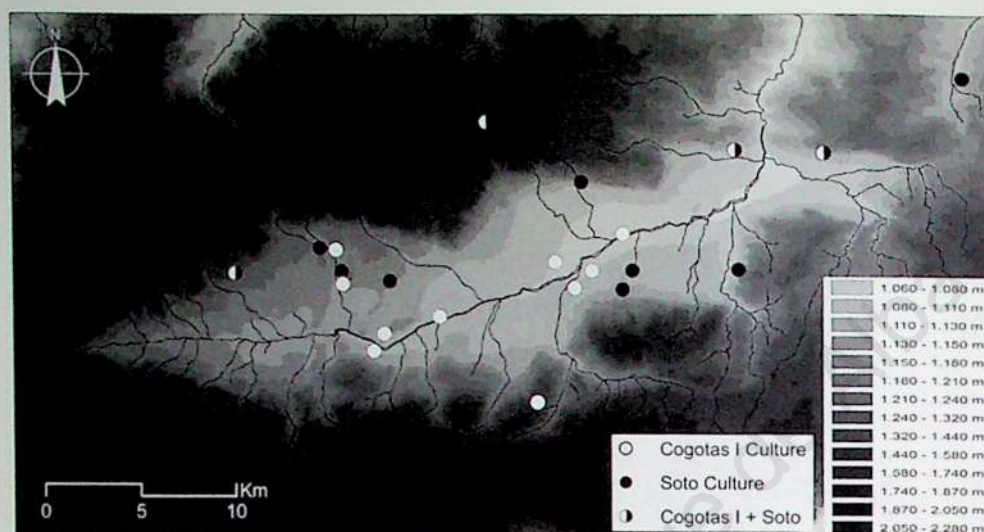 N
1.060 - 1.080 m
1.080 - 1.110 m
1.110 - 1.130 m
1.130 - 1.150 m
1.150 - 1.180 m
1.180 - 1.210 m
1.210 - 1.240 m
1.240 - 1.320 m
1.320 - 1.440 m
1.440 - 1.580 m
1.580 - 1.740 m
1.740 - 1.870 m
1.870 - 2.050 m
2.050 - 2.280 m
Cogotas I Culture
Soto Culture
Cogotas I + Soto
Km
0 5 10